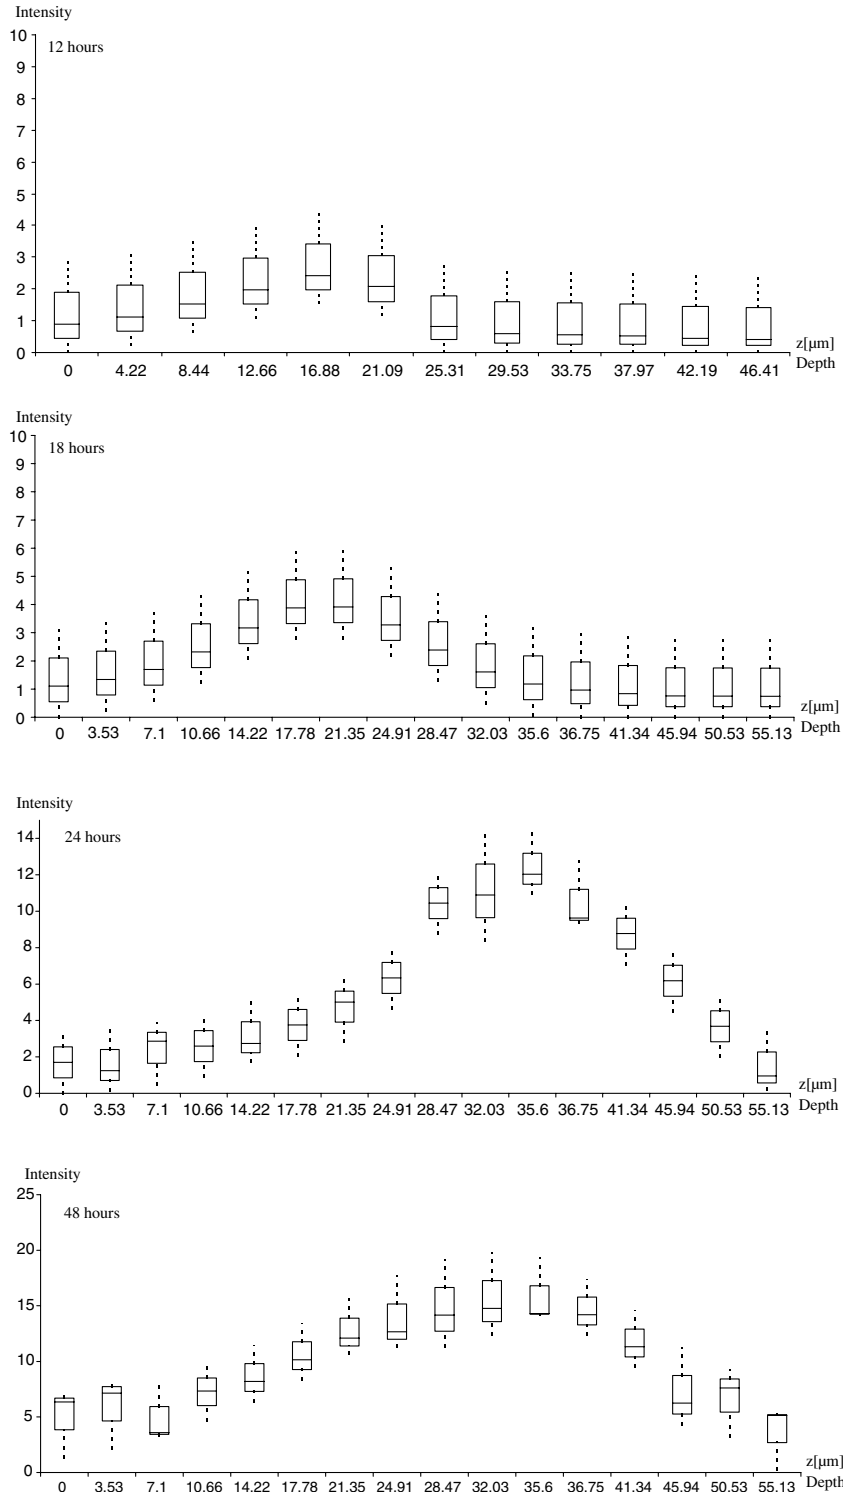 Intensity
12 hours
10
9
8
7
6
5
4
3
2
1
0
0 4.22 8.44 12.66 16.88 21.09 25.31 29.53 33.75 37.97 42.19 46.41
z[µm]
Depth
Intensity
18 hours
10
9
8
7
6
5
4
3
2
1
0
0 3.53 7.1 10.66 14.22 17.78 21.35 24.91 28.47 32.03 35.6 36.75 41.34 45.94 50.53 55.13
z[µm]
Depth
Intensity
24 hours
14
12
10
8
6
4
2
0
0 3.53 7.1 10.66 14.22 17.78 21.35 24.91 28.47 32.03 35.6 36.75 41.34 45.94 50.53 55.13
z[µm]
Depth
Intensity
48 hours
25
20
15
10
5
0
0 3.53 7.1 10.66 14.22 17.78 21.35 24.91 28.47 32.03 35.6 36.75 41.34 45.94 50.53 55.13
z[µm]
Depth